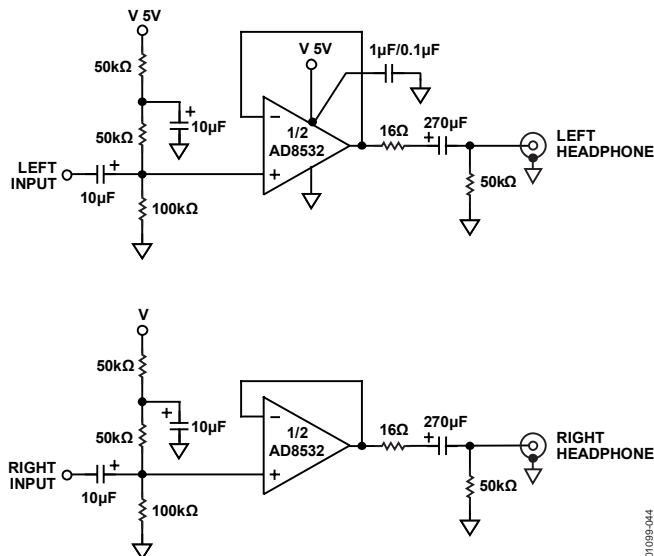 V 5V
50kΩ
V 5V
1µF/0.1µF
+
10µF
50kΩ
−
1/2
AD8532
+
16Ω
+
270µF
LEFT
HEADPHONE
LEFT
INPUT
+
10µF
100kΩ
50kΩ
V
50kΩ
+
10µF
50kΩ
−
1/2
AD8532
+
16Ω
+
270µF
RIGHT
HEADPHONE
RIGHT
INPUT
+
10µF
100kΩ
50kΩ
01099-044